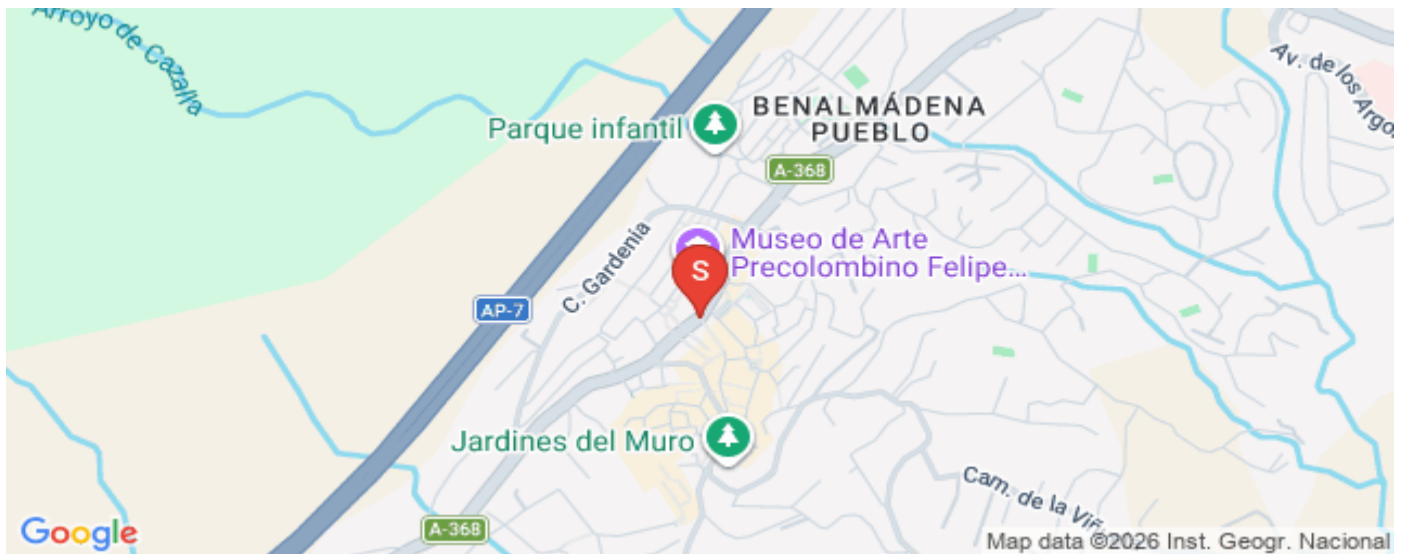 Arroyo de Cazalla
BENALMÁDENA
PUEBLO
Parque infantil
A-368
Av. de los Argo
C. Gardenia
Museo de Arte
Precolombino Felipe...
S
AP-7
Jardines del Muro
A-368
Cam. de la Viñ
Google
Map data ©2026 Inst. Geogr. Nacional